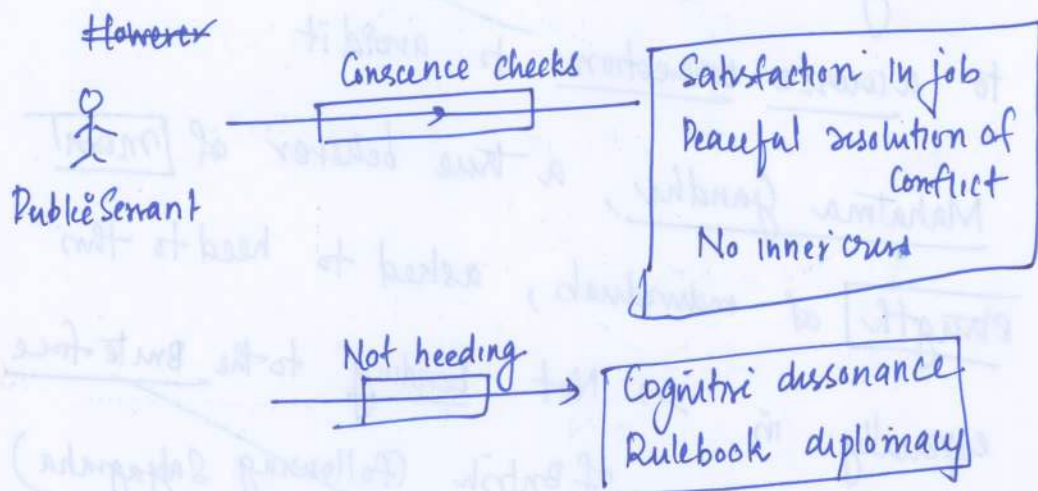 However
Conscence checks
Public Servant
Satisfaction in job
Peaceful resolution of
Conflict
No inner crisis
Not heeding
Cognitive dissonance
Rulebook diplomacy